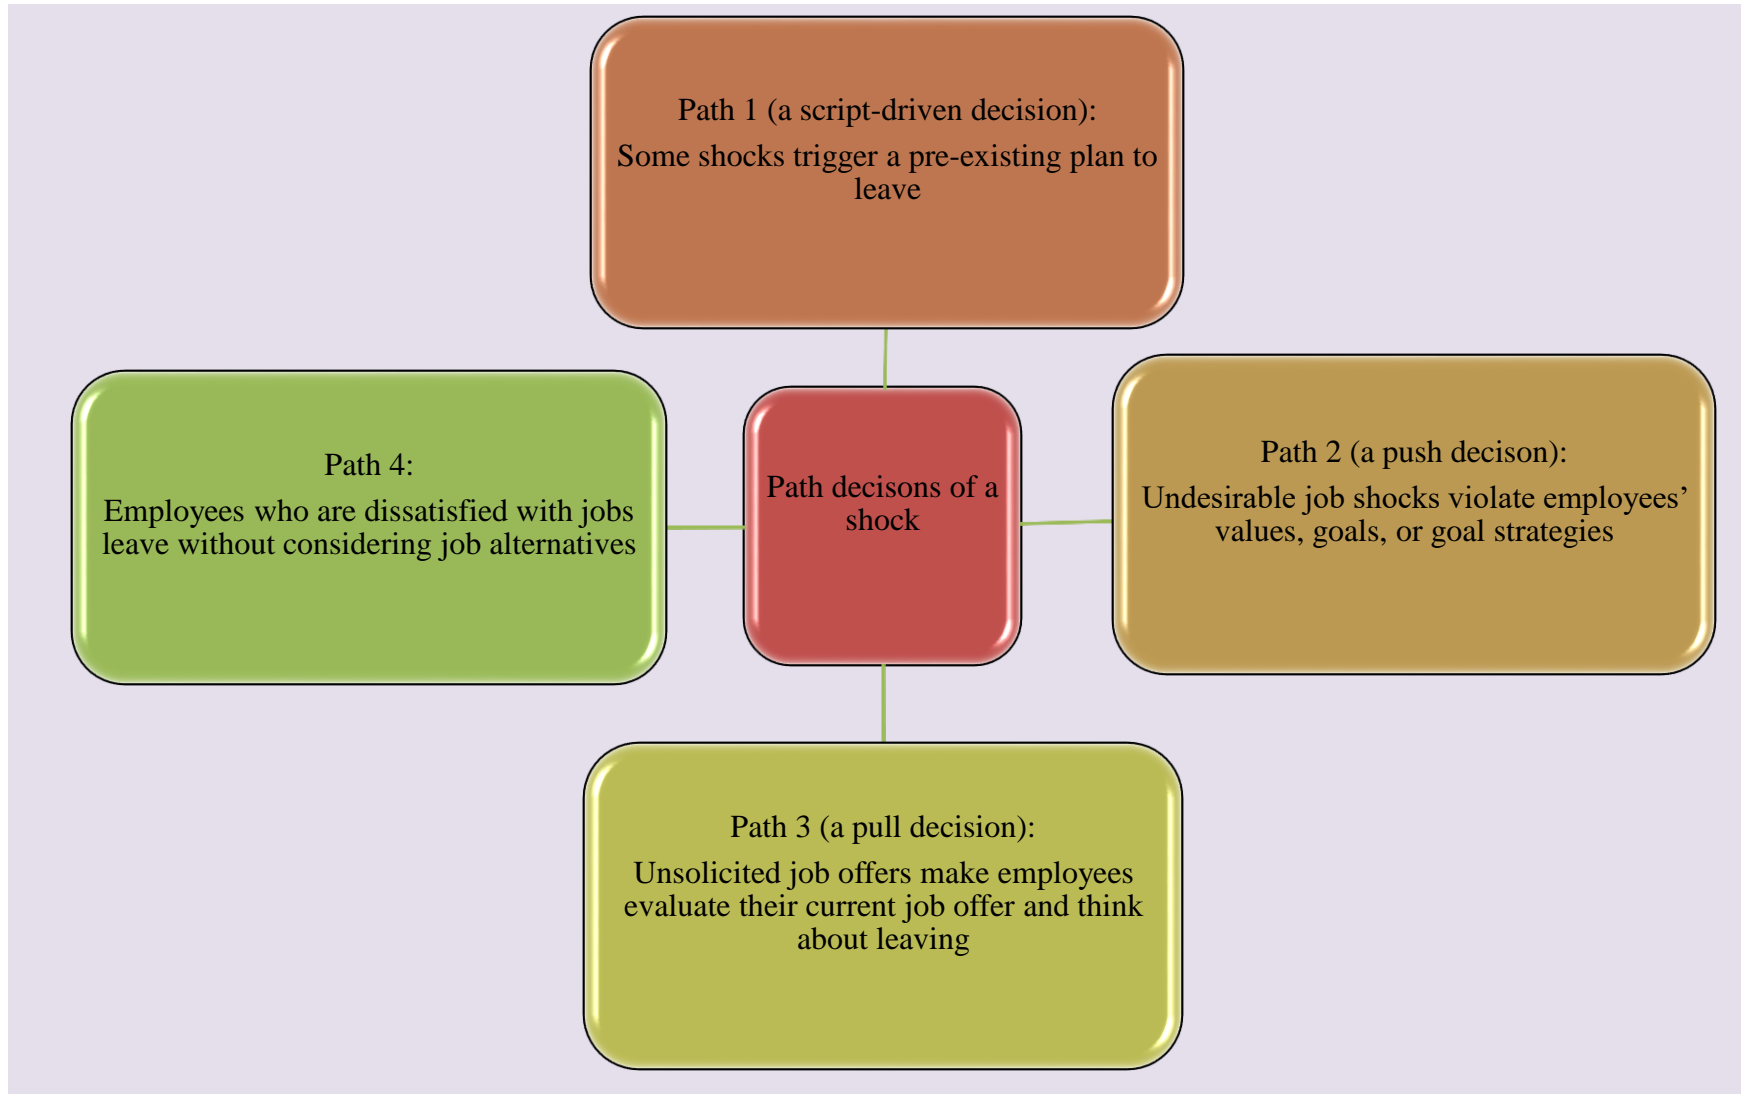 Path 1 (a script-driven decision):
Some shocks trigger a pre-existing plan to
leave
Path 2 (a push decison):
Undesirable job shocks violate employees’
values, goals, or goal strategies
Path decisons of a
shock
Path 4:
Employees who are dissatisfied with jobs
leave without considering job alternatives
Path 3 (a pull decision):
Unsolicited job offers make employees
evaluate their current job offer and think
about leaving